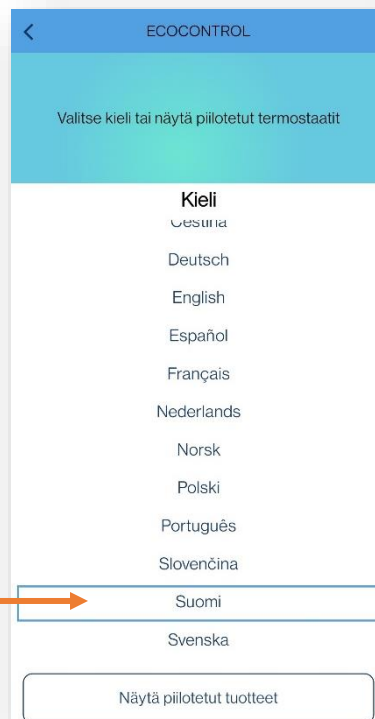 ECOCONTROL
Valitse kieli tai näytä piilotetut termostaatit
Kieli
Čeština
Deutsch
English
Español
Français
Nederlands
Norsk
Polski
Português
Slovenčina
Suomi
Svenska
Näytä piilotetut tuotteet